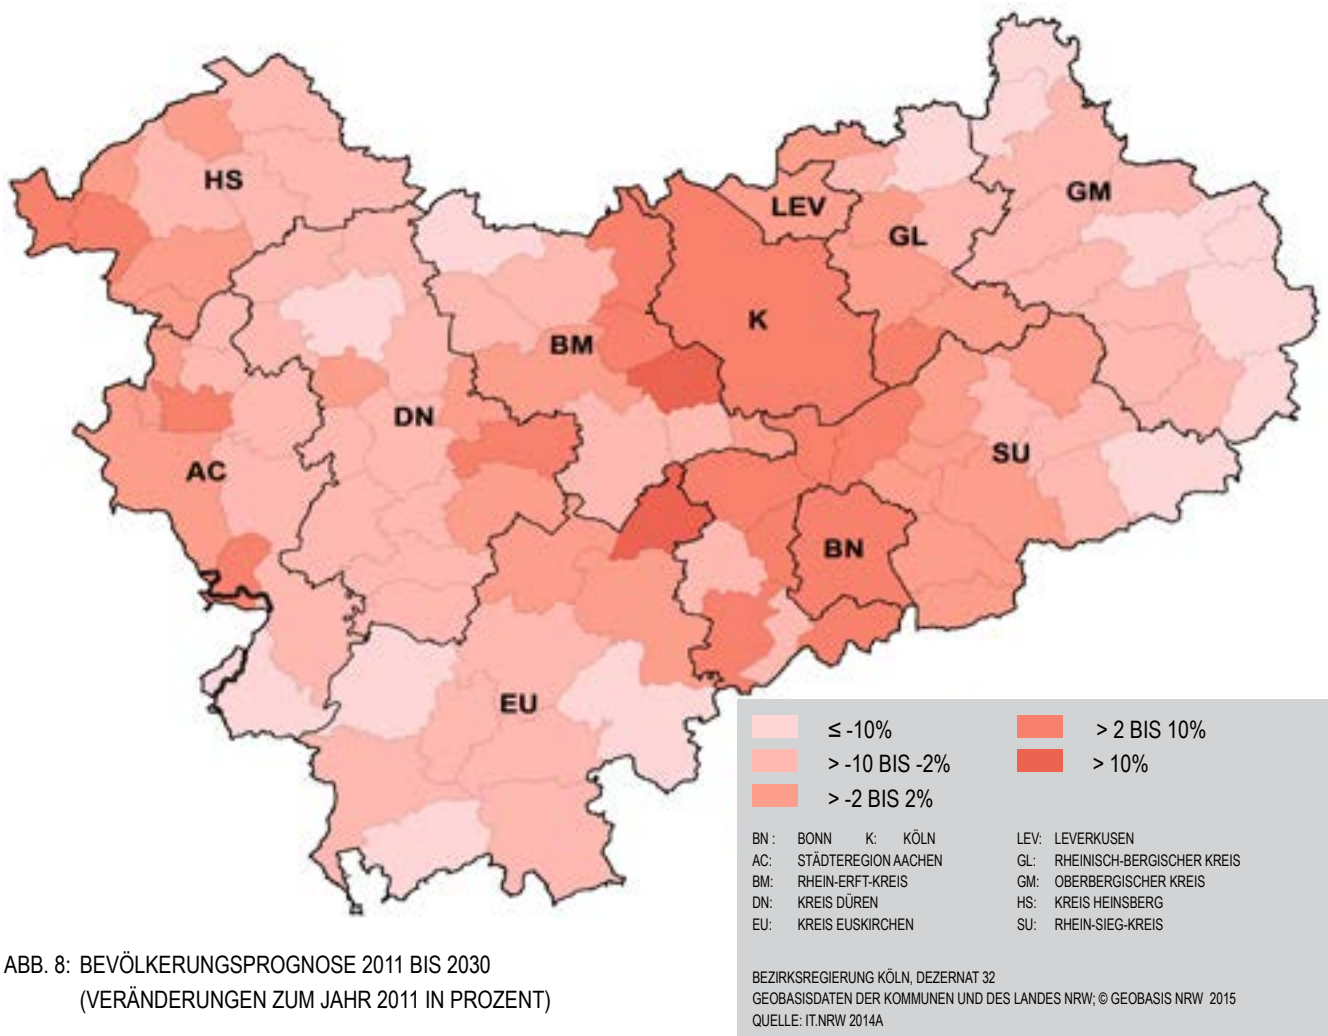 HS
LEV
GM
GL
K
BM
DN
AC
SU
BN
EU
≤ -10%
> -10 BIS -2%
> -2 BIS 2%
> 2 BIS 10%
> 10%
BN : BONN K: KÖLN
AC: STÄDTEREGION AACHEN
BM: RHEIN-ERFT-KREIS
DN: KREIS DÜREN
EU: KREIS EUSKIRCHEN
LEV: LEVERKUSEN
GL: RHEINISCH-BERGISCHER KREIS
GM: OBERBERGISCHER KREIS
HS: KREIS HEINSBERG
SU: RHEIN-SIEG-KREIS
BEZIRKSREGIERUNG KÖLN, DEZERNAT 32
GEOBASISDATEN DER KOMMUNEN UND DES LANDES NRW; © GEOBASIS NRW 2015
QUELLE: IT.NRW 2014A
ABB. 8: BEVÖLKERUNGSPROGNOSE 2011 BIS 2030
(VERÄNDERUNGEN ZUM JAHR 2011 IN PROZENT)